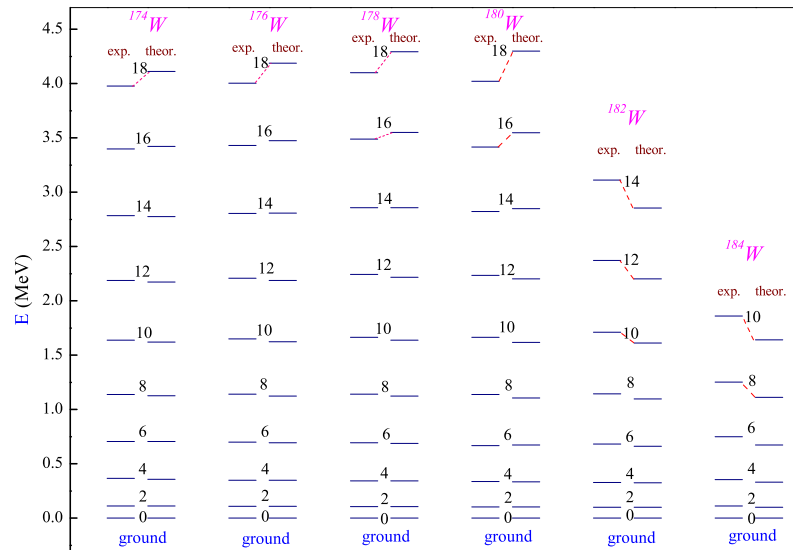 174W 176W 178W 180W
4.5
exp. theor. exp. theor. exp. theor. exp. theor.
18 18 18 18
4.0
182W
3.5
16 16 16 16
exp. theor.
3.0
14 14 14 14 14
2.5
184W
12 12 12 12 12
E (MeV)
2.0
exp. theor.
10 10 10 10 10 10
1.5
8 8 8 8 8 8
1.0
6 6 6 6 6 6
0.5
4 4 4 4 4 4
2 2 2 2 2 2
0.0
0 0 0 0 0 0
ground ground ground ground ground ground